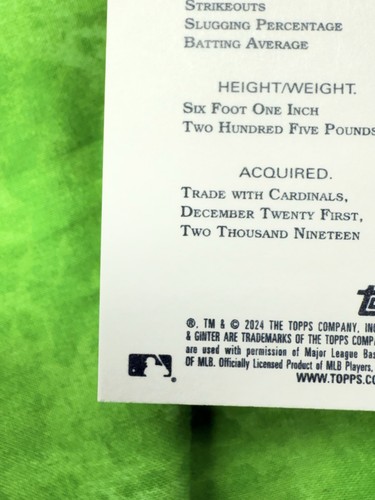 Strikeouts
Slugging Percentage
Batting Average
HEIGHT/WEIGHT.
Six Foot One Inch
Two Hundred Five Pounds
ACQUIRED.
Trade with Cardinals,
December Twenty First,
Two Thousand Nineteen
®, TM & © 2024 THE TOPPS COMPANY, INC
& GINTER ARE TRADEMARKS OF THE TOPPS COMP
are used with permission of Major League Bas
OF MLB. Officially Licensed Product of MLB Players,
WWW.TOPPS.CO